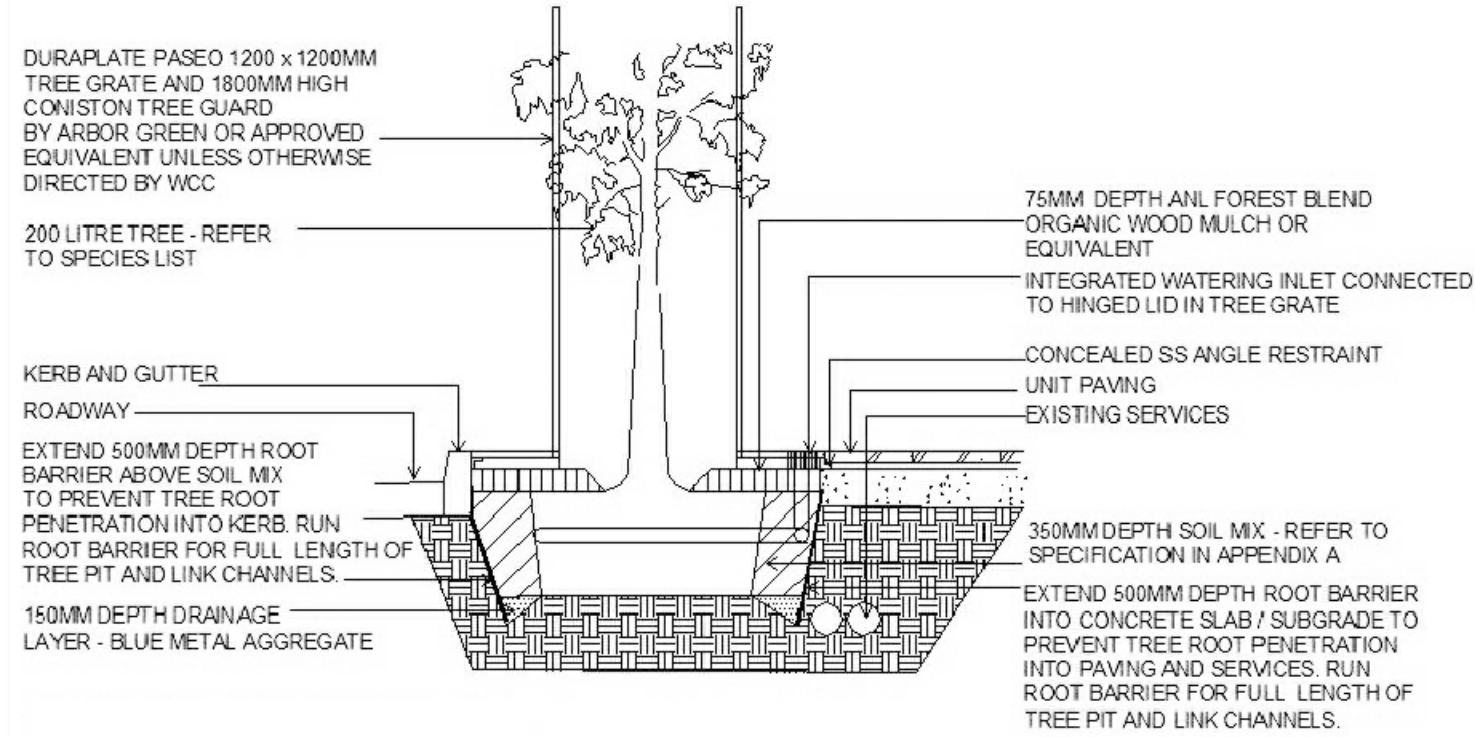 DURAPLATE PASEO 1200 x 1200MM
TREE GRATE AND 1800MM HIGH
CONISTON TREE GUARD
BY ARBOR GREEN OR APPROVED
EQUIVALENT UNLESS OTHERWISE
DIRECTED BY WCC
200 LITRE TREE - REFER
TO SPECIES LIST
KERB AND GUTTER
ROADWAY
EXTEND 500MM DEPTH ROOT
BARRIER ABOVE SOIL MIX
TO PREVENT TREE ROOT
PENETRATION INTO KERB. RUN
ROOT BARRIER FOR FULL LENGTH OF
TREE PIT AND LINK CHANNELS.
150MM DEPTH DRAINAGE
LAYER - BLUE METAL AGGREGATE
75MM DEPTH ANL FOREST BLEND
ORGANIC WOOD MULCH OR
EQUIVALENT
INTEGRATED WATERING INLET CONNECTED
TO HINGED LID IN TREE GRATE
CONCEALED SS ANGLE RESTRAINT
UNIT PAVING
EXISTING SERVICES
350MM DEPTH SOIL MIX - REFER TO
SPECIFICATION IN APPENDIX A
EXTEND 500MM DEPTH ROOT BARRIER
INTO CONCRETE SLAB / SUBGRADE TO
PREVENT TREE ROOT PENETRATION
INTO PAVING AND SERVICES. RUN
ROOT BARRIER FOR FULL LENGTH OF
TREE PIT AND LINK CHANNELS.